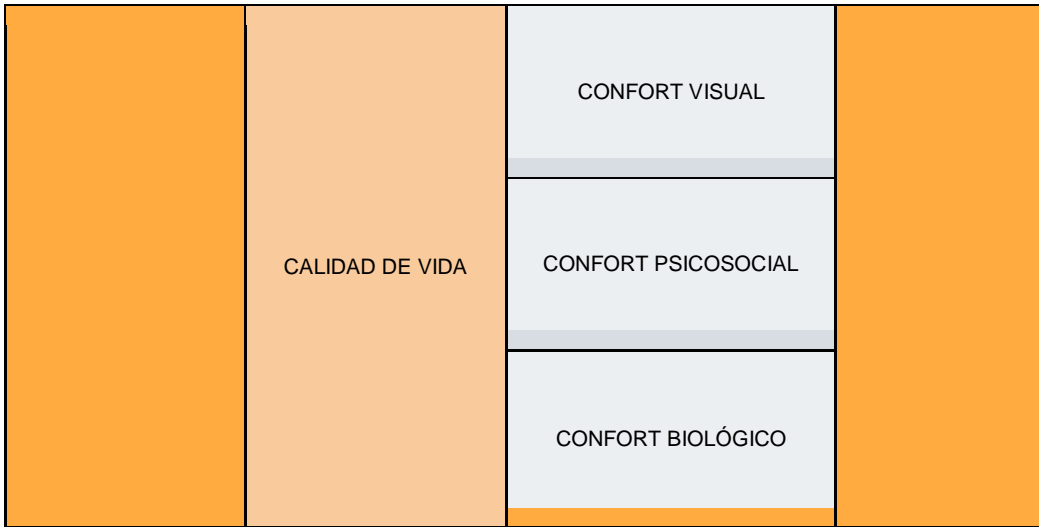 CONFORT VISUAL
CALIDAD DE VIDA
CONFORT PSICOSOCIAL
CONFORT BIOLÓGICO